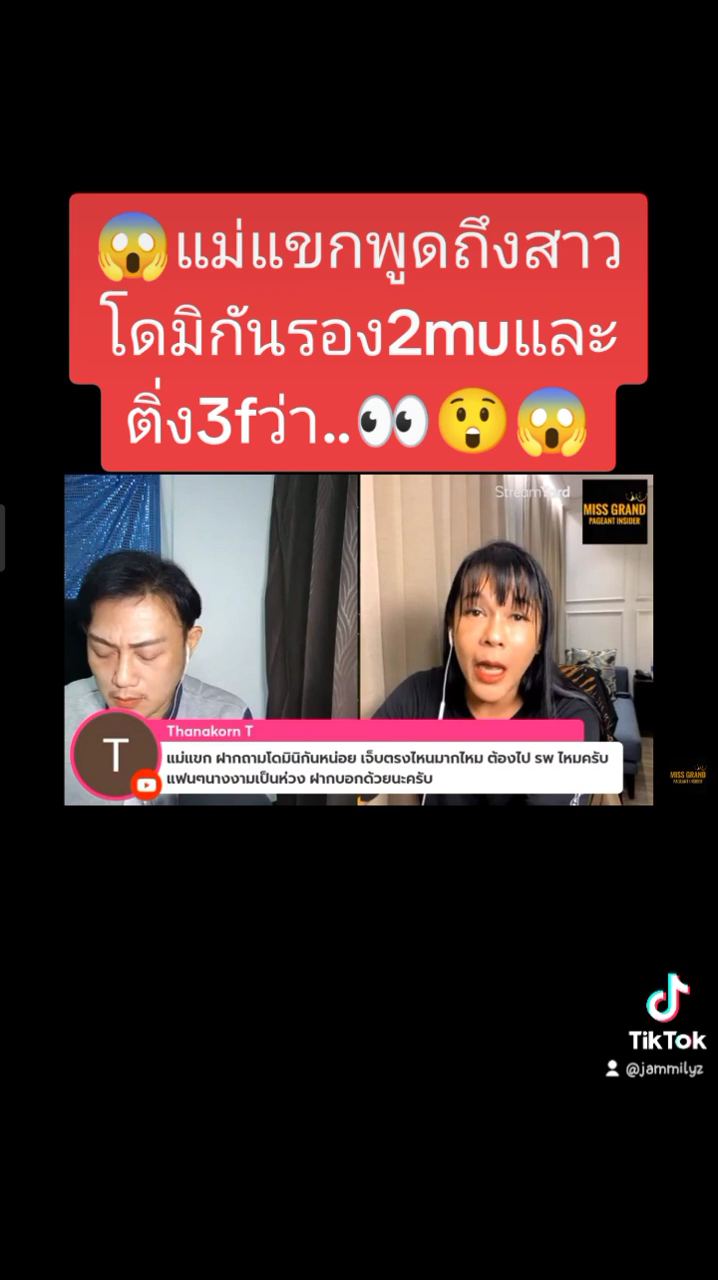 😱แม่แขกพูดถึงสาว
โดมิกันรอง2muและ
ติ่ง3fว่า..👀😲😱
StreamYard
MISS GRAND
PAGEANT INSIDER
Thanakorn T
T
แม่แขก ฝากถามโดมินิกันหน่อย เจ็บตรงไหนมากไหม ต้องไป sw ไหมครับ
แฟนๆนางงามเป็นห่วง ฝากบอกด้วยนะครับ
MISS GRAND
PAGEANT INSIDER
TikTok
@jammilyz